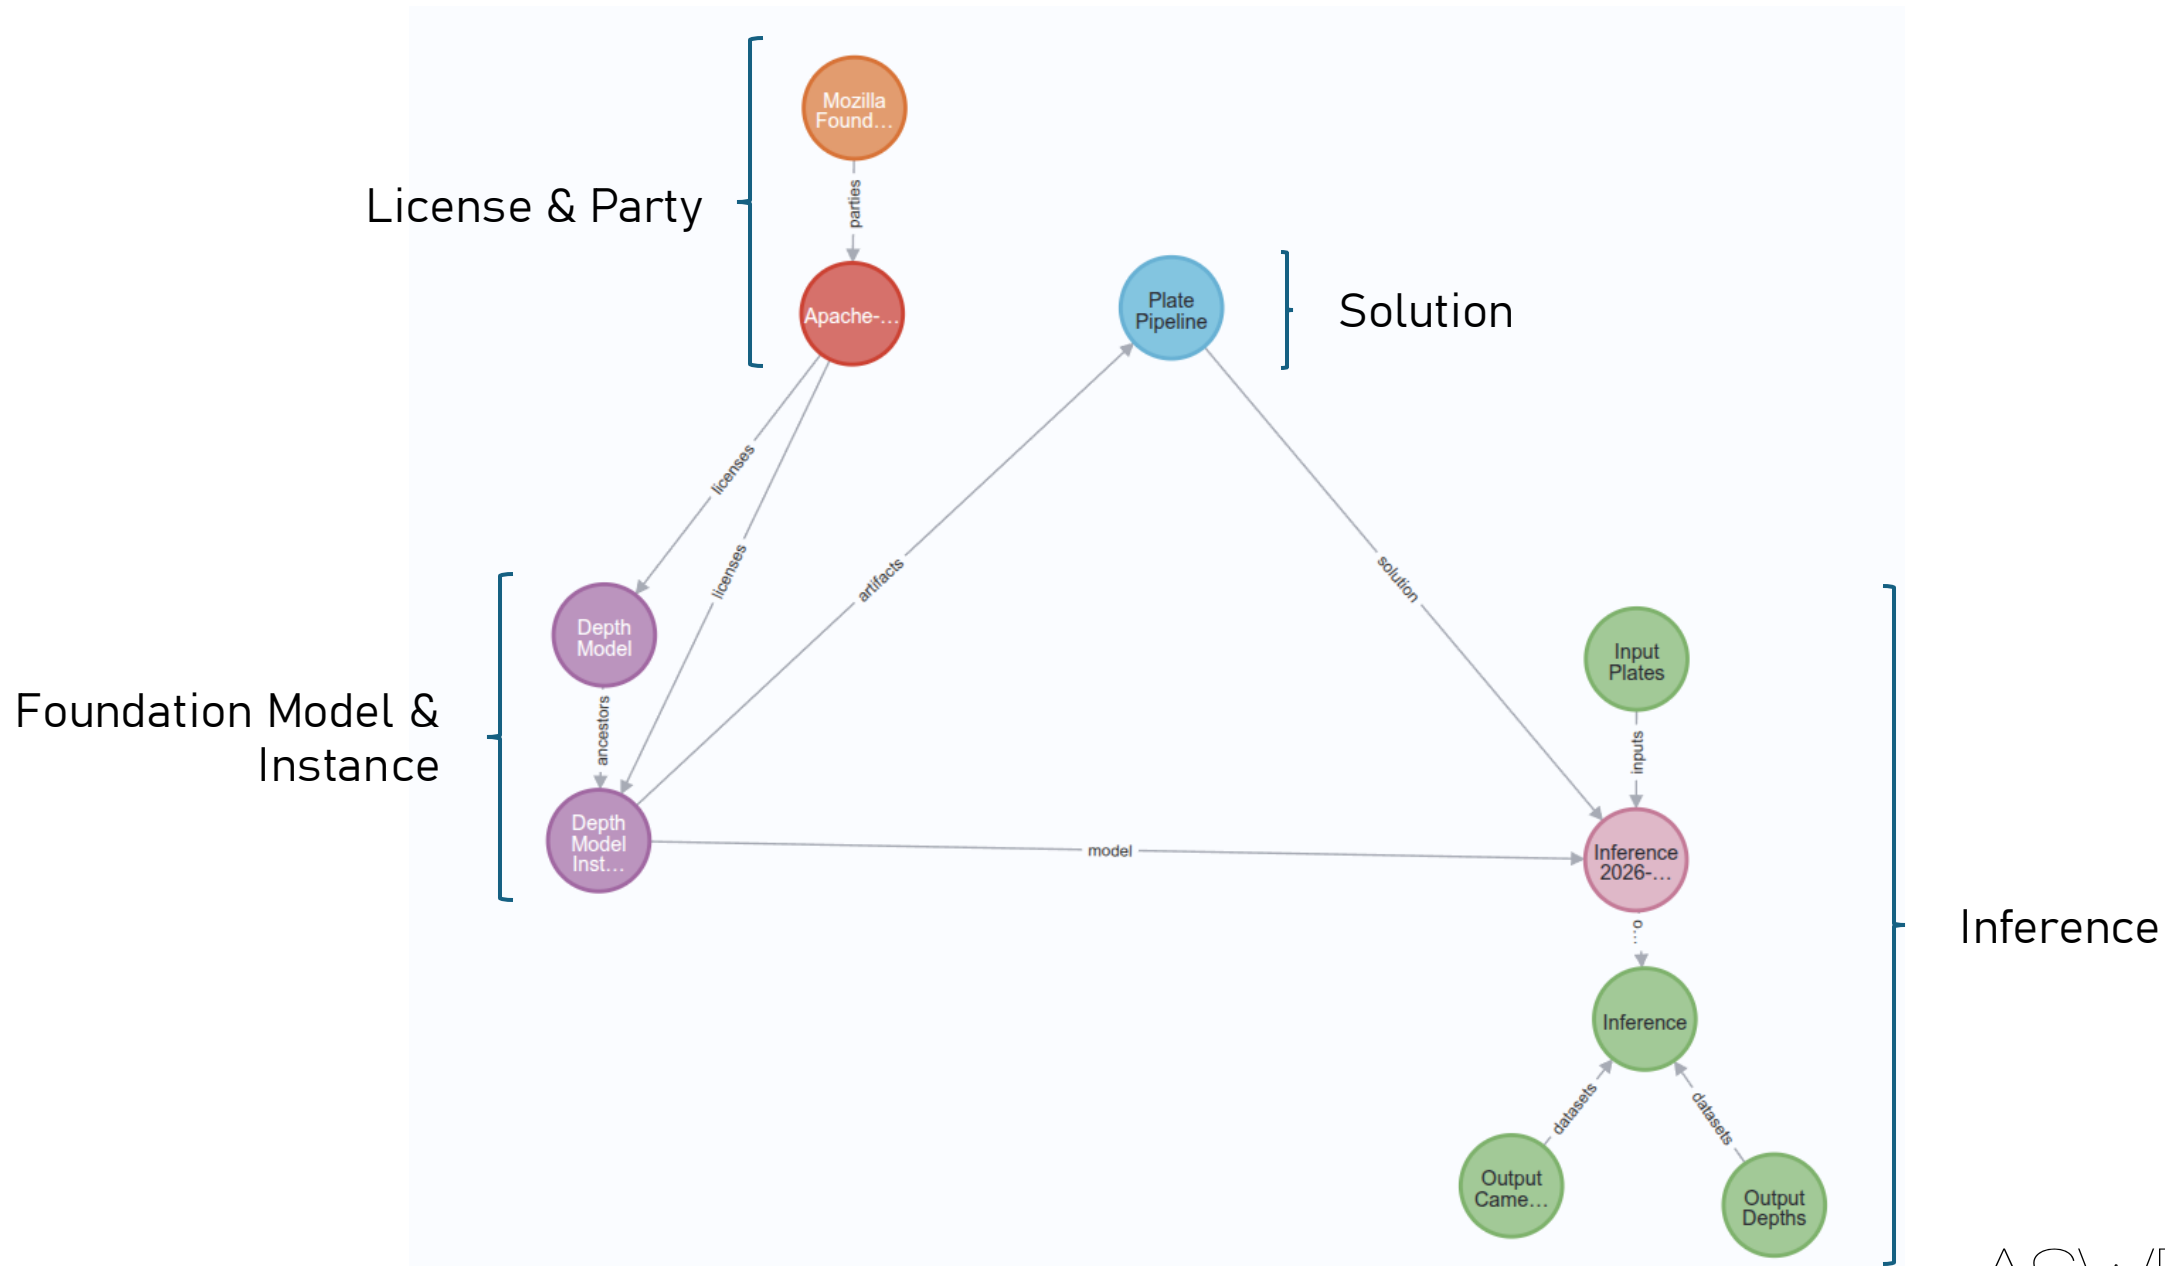 Mozilla
Found...
parties
License & Party
Apache-...
Plate
Pipeline
Solution
licenses
licenses
artifacts
solution
Depth
Model
ancestors
Foundation Model &
Instance
Depth
Model
Inst...
model
Input
Plates
inputs
Inference
2026-...
o...
Inference
Inference
datasets
datasets
Output
Came...
Output
Depths